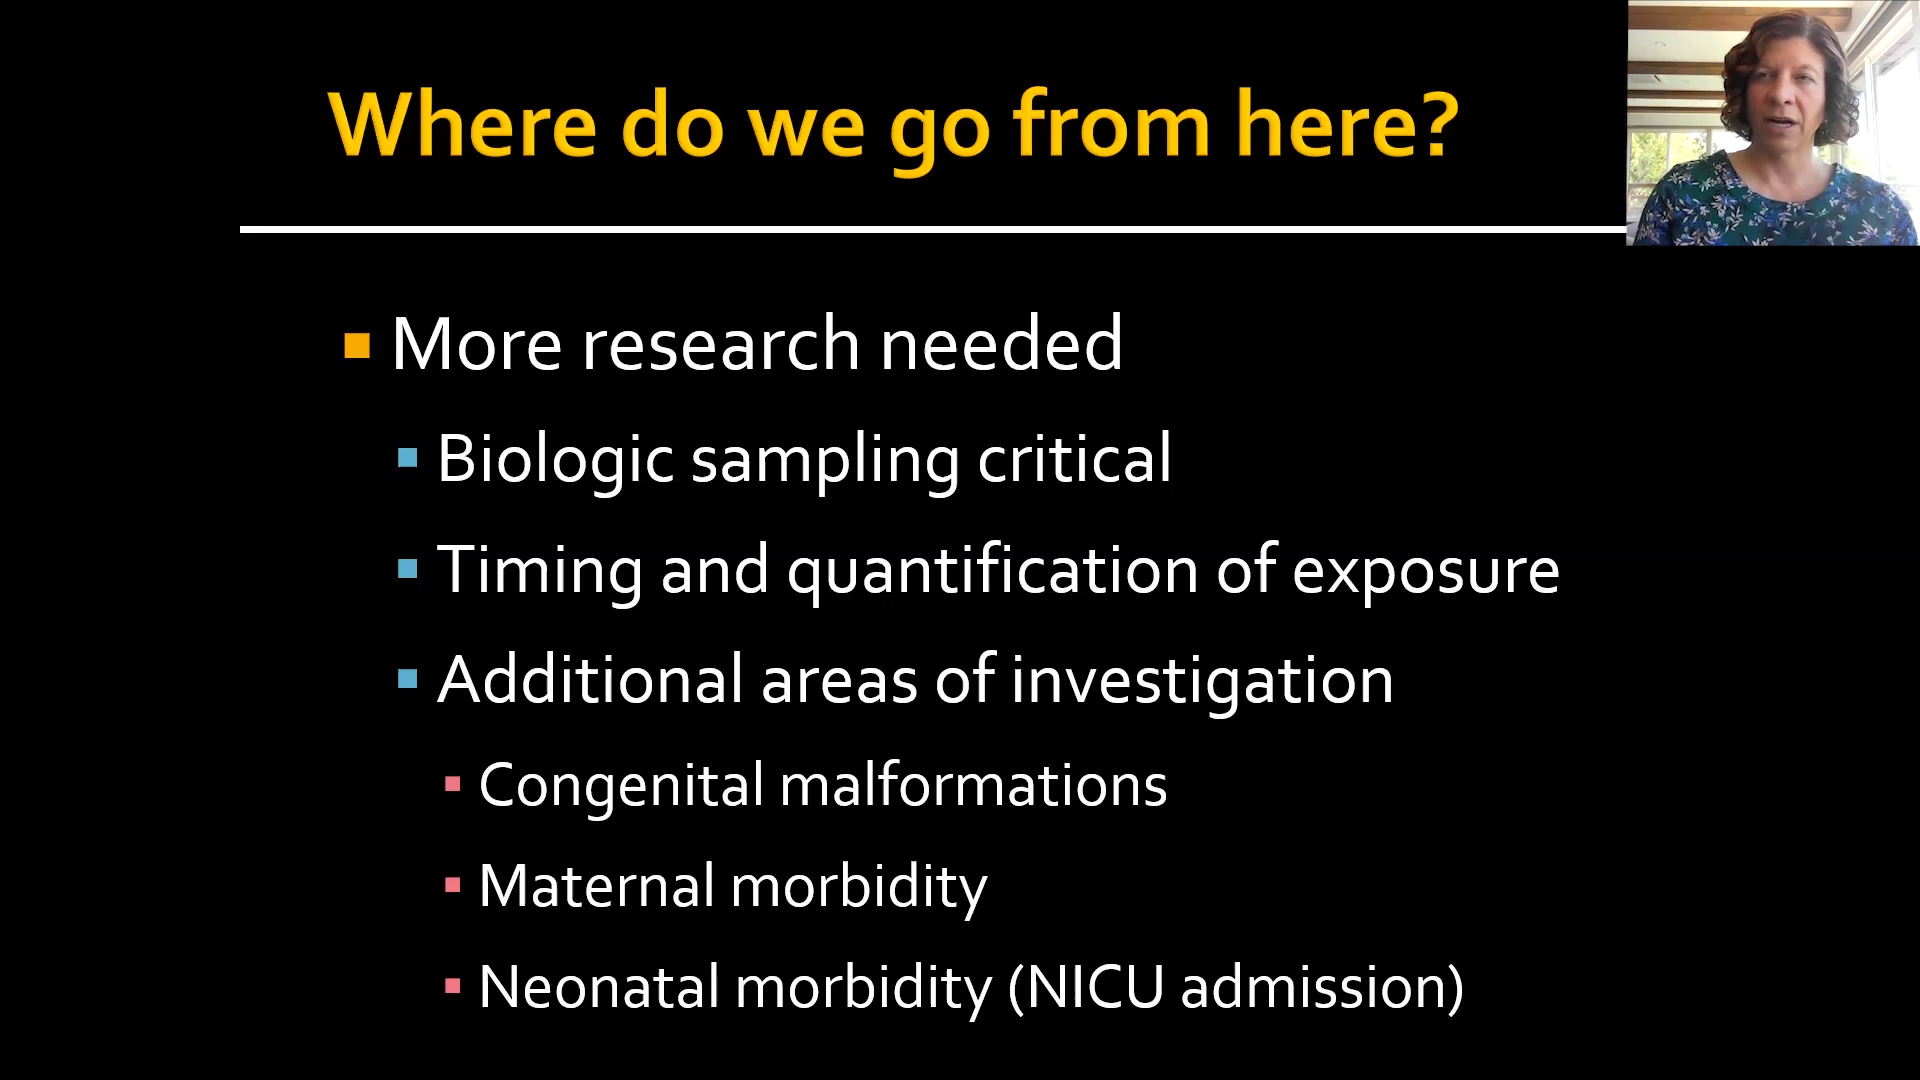 Where do we go from here?
More research needed
Biologic sampling critical
Timing and quantification of exposure
Additional areas of investigation
Congenital malformations
Maternal morbidity
Neonatal morbidity (NICU admission)